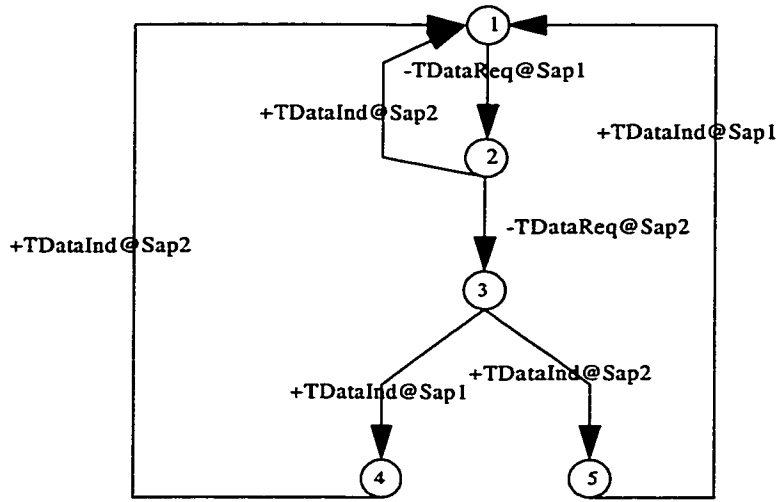 1
-TDataReq@Sap1
+TDataInd@Sap2
+TDataInd@Sap1
2
-TDataReq@Sap2
+TDataInd@Sap2
3
+TDataInd@Sap2
+TDataInd@Sap1
4
5